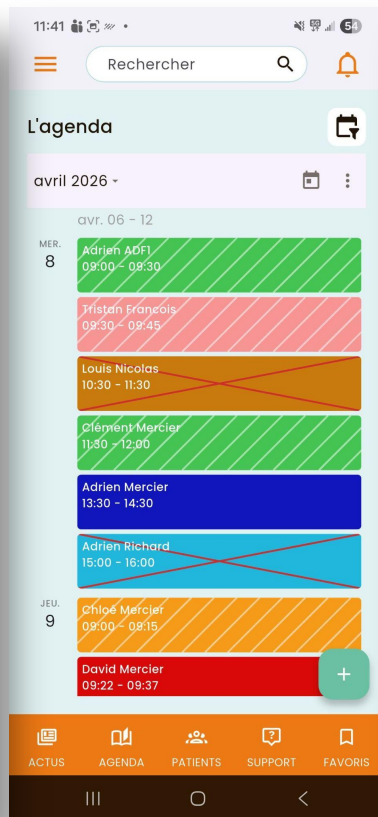 11:41
5G
54
Rechercher
L'agenda
avril 2026
avr. 06 - 12
MER.
8
Adrien ADF1
09:00 - 09:30
Tristan Francois
09:30 - 09:45
Louis Nicolas
10:30 - 11:30
Clément Mercier
11:30 - 12:00
Adrien Mercier
13:30 - 14:30
Adrien Richard
15:00 - 16:00
JEU.
9
Chloé Mercier
09:00 - 09:15
David Mercier
09:22 - 09:37
ACTUS AGENDA PATIENTS SUPPORT FAVORIS